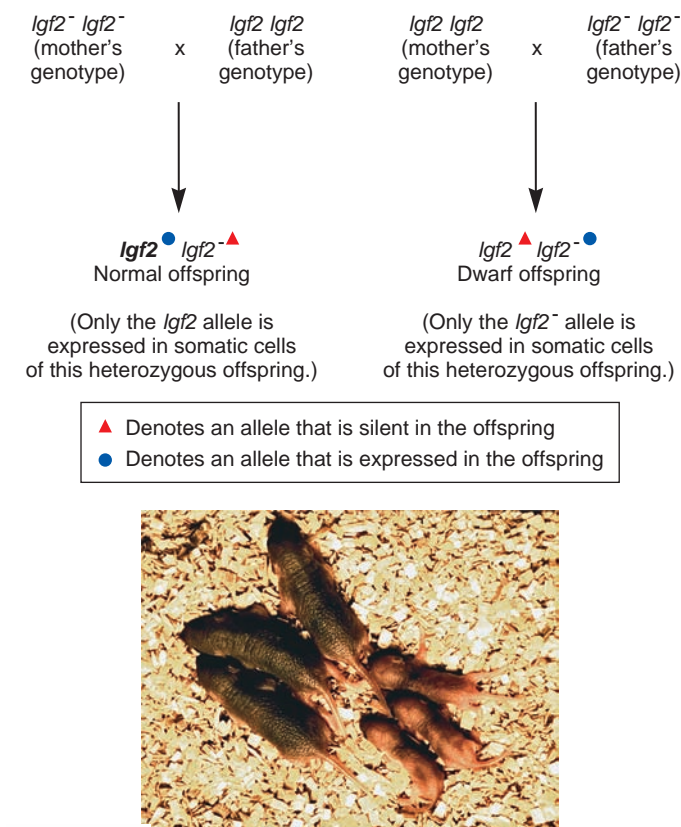 Igf2⁻ Igf2⁻ x Igf2 Igf2
(mother's (father's
genotype) genotype)
Igf2 Igf2 x Igf2⁻ Igf2⁻
(mother's (father's
genotype) genotype)
Igf2 Igf2⁻
Normal offspring
(Only the Igf2 allele is
expressed in somatic cells
of this heterozygous offspring.)
Igf2 Igf2⁻
Dwarf offspring
(Only the Igf2⁻ allele is
expressed in somatic cells
of this heterozygous offspring.)
Denotes an allele that is silent in the offspring
Denotes an allele that is expressed in the offspring